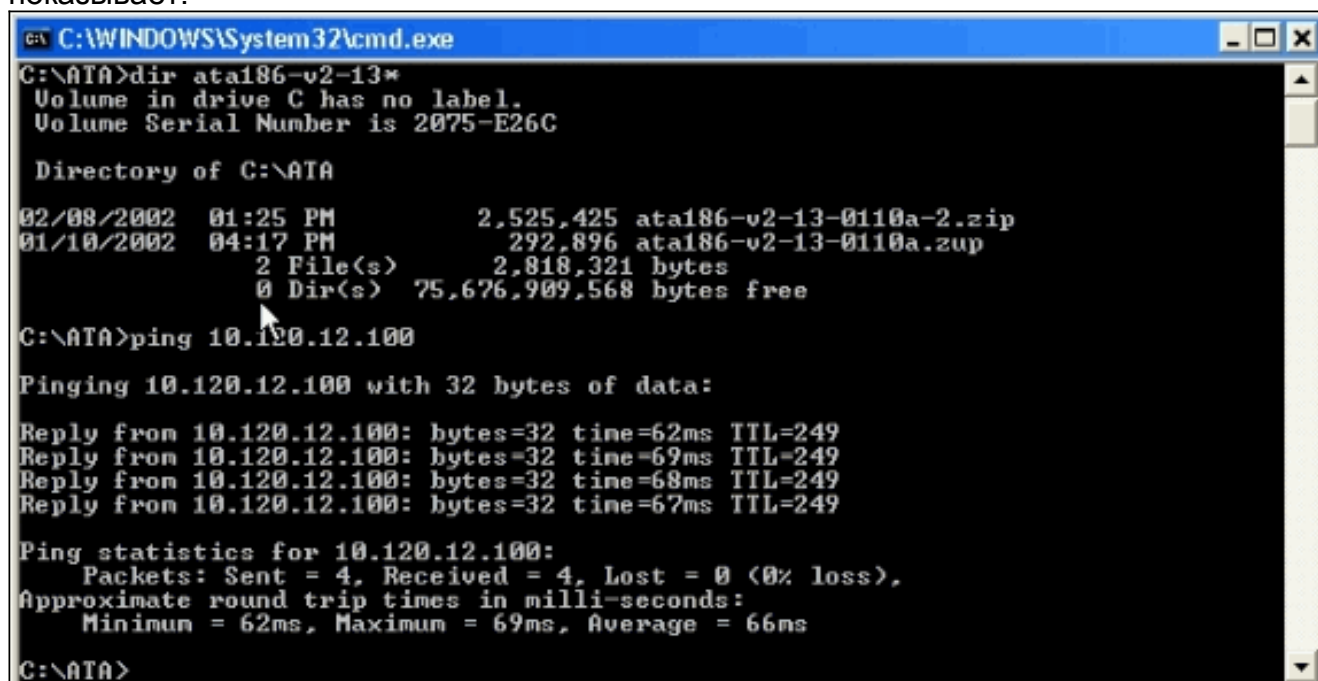 показывает:
C:\WINDOWS\System32\cmd.exe
C:\ATA>dir ata186-v2-13*
Volume in drive C has no label.
Volume Serial Number is 2075-E26C
Directory of C:\ATA
02/08/2002 01:25 PM 2,525,425 ata186-v2-13-0110a-2.zip
01/10/2002 04:17 PM 292,896 ata186-v2-13-0110a.zup
2 File(s) 2,818,321 bytes
0 Dir(s) 75,676,909,568 bytes free
C:\ATA>ping 10.120.12.100
Pinging 10.120.12.100 with 32 bytes of data:
Reply from 10.120.12.100: bytes=32 time=62ms TTL=249
Reply from 10.120.12.100: bytes=32 time=69ms TTL=249
Reply from 10.120.12.100: bytes=32 time=68ms TTL=249
Reply from 10.120.12.100: bytes=32 time=67ms TTL=249
Ping statistics for 10.120.12.100:
Packets: Sent = 4, Received = 4, Lost = 0 (0% loss),
Approximate round trip times in milli-seconds:
Minimum = 62ms, Maximum = 69ms, Average = 66ms
C:\ATA>